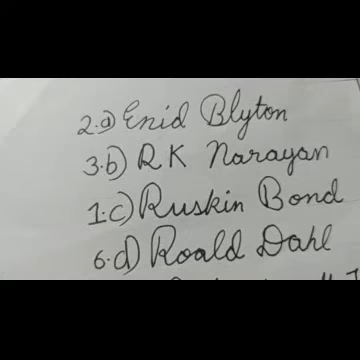 2.a) Enid Blyton
3.b) R K Narayan
1.c) Ruskin Bond
6.d) Roald Dahl